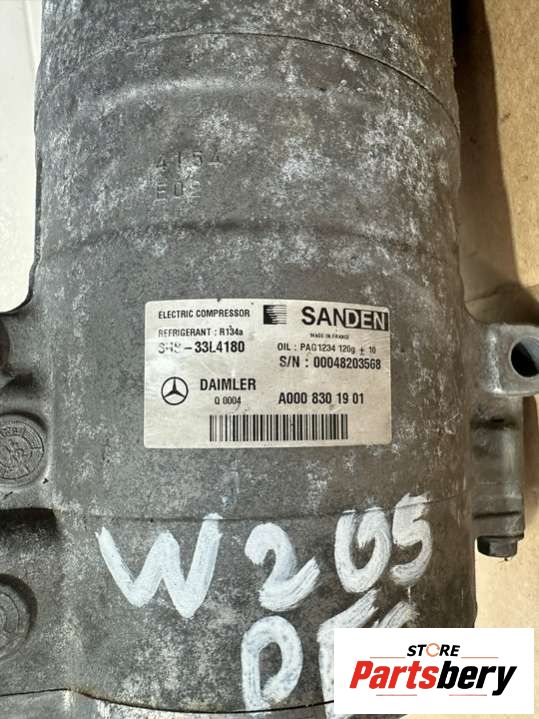 4154
ELECTRIC COMPRESSOR
SANDEN
REFRIGERANT : R134a
MADE IN FRANCE
33L4180
OIL : PAG1234 120g ± 10
S/N : 00048203568
DAIMLER
Q 0004
A000 830 19 01
W205
STORE
Partsbery